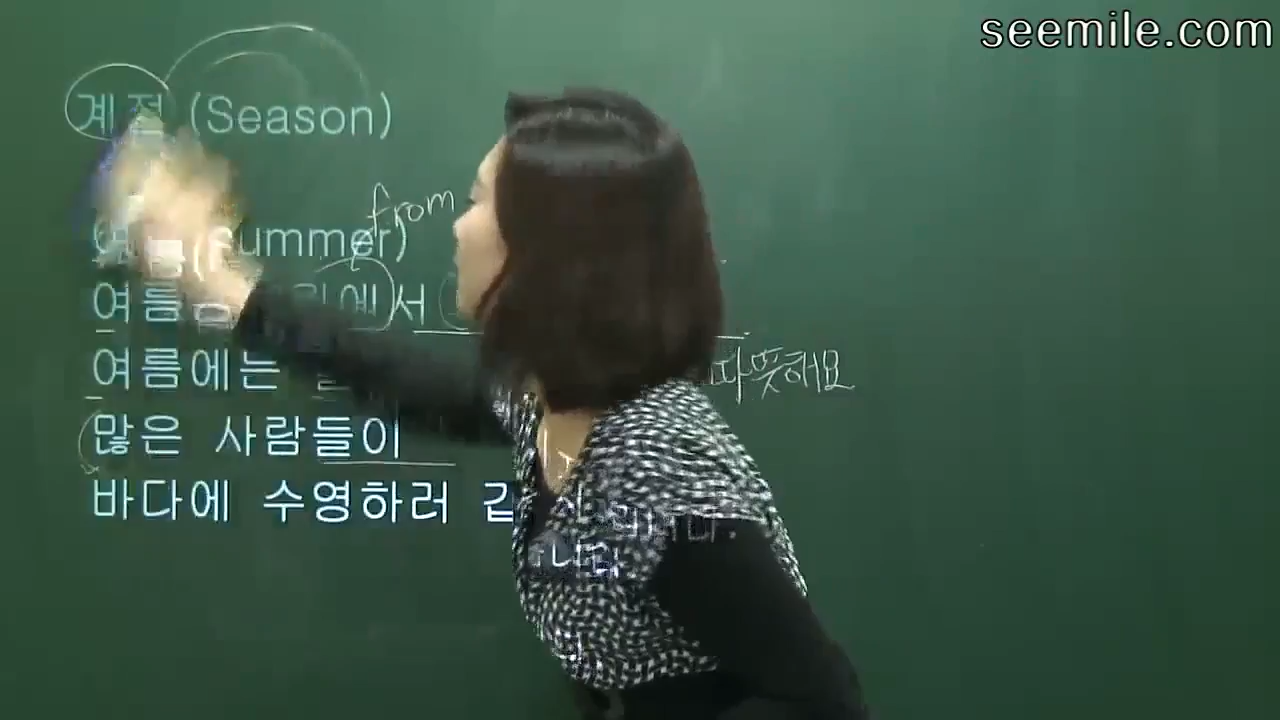 seemile.com
계절 (Season)
from
(summer)
여름 에서
여름에는
따뜻해요
많은 사람들이
바다에 수영하러